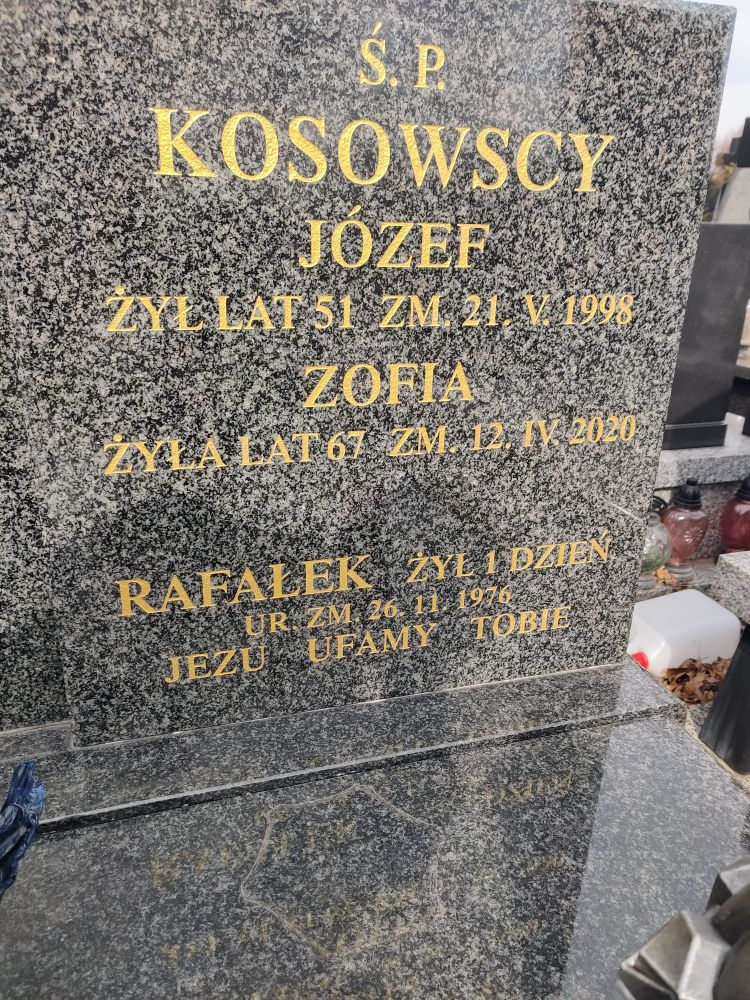 Ś. P.
KOSOWSCY
JÓZEF
ŻYŁ LAT 51 ZM. 21. V. 1998
ZOFIA
ŻYŁA LAT 67 ZM. 12. IV. 2020
RAFAŁEK ŻYŁ 1 DZIEŃ
UR. ZM. 26. 11. 1976
JEZU UFAMY TOBIE